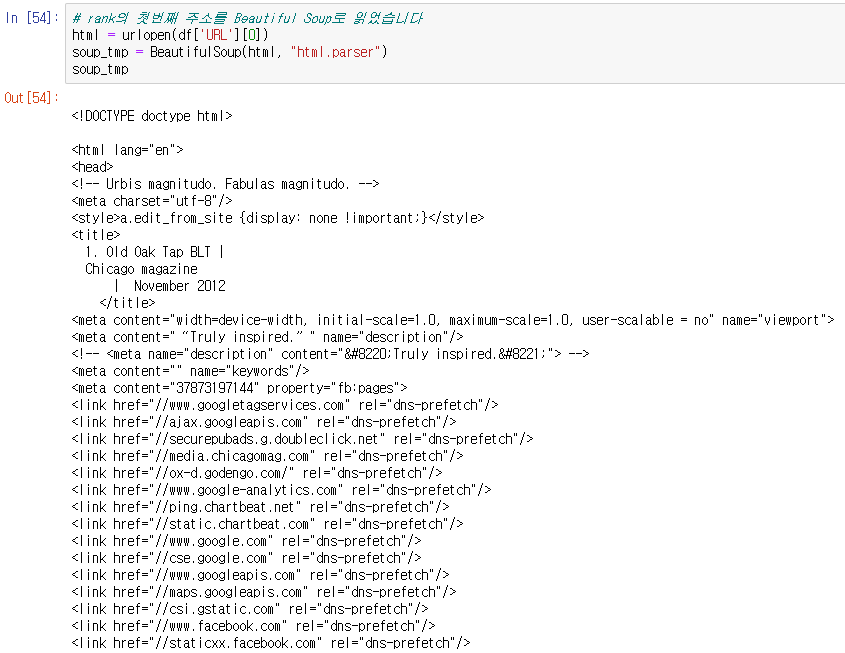 In [54]: # rank의 첫번째 주소를 Beautiful Soup로 읽었습니다
html = urlopen(df['URL'][0])
soup_tmp = BeautifulSoup(html, "html.parser")
soup_tmp
Out[54]:
<!DOCTYPE doctype html>
<html lang="en">
<head>
<!-- Urbis magnitudo. Fabulas magnitudo. -->
<meta charset="utf-8"/>
<style>a.edit_from_site {display: none !important;}</style>
<title>
1. Old Oak Tap BLT |
Chicago magazine
| November 2012
</title>
<meta content="width=device-width, initial-scale=1.0, maximum-scale=1.0, user-scalable = no" name="viewport">
<meta content=" “Truly inspired.” " name="description"/>
<!-- <meta name="description" content="&#8220;Truly inspired.&#8221;"> -->
<meta content="" name="keywords"/>
<meta content="37873197144" property="fb:pages">
<link href="//www.googletagservices.com" rel="dns-prefetch"/>
<link href="//ajax.googleapis.com" rel="dns-prefetch"/>
<link href="//securepubads.g.doubleclick.net" rel="dns-prefetch"/>
<link href="//media.chicagomag.com" rel="dns-prefetch"/>
<link href="//ox-d.godengo.com/" rel="dns-prefetch"/>
<link href="//www.google-analytics.com" rel="dns-prefetch"/>
<link href="//ping.chartbeat.net" rel="dns-prefetch"/>
<link href="//static.chartbeat.com" rel="dns-prefetch"/>
<link href="//www.google.com" rel="dns-prefetch"/>
<link href="//cse.google.com" rel="dns-prefetch"/>
<link href="//www.googleapis.com" rel="dns-prefetch"/>
<link href="//maps.googleapis.com" rel="dns-prefetch"/>
<link href="//csi.gstatic.com" rel="dns-prefetch"/>
<link href="//www.facebook.com" rel="dns-prefetch"/>
<link href="//staticxx.facebook.com" rel="dns-prefetch"/>